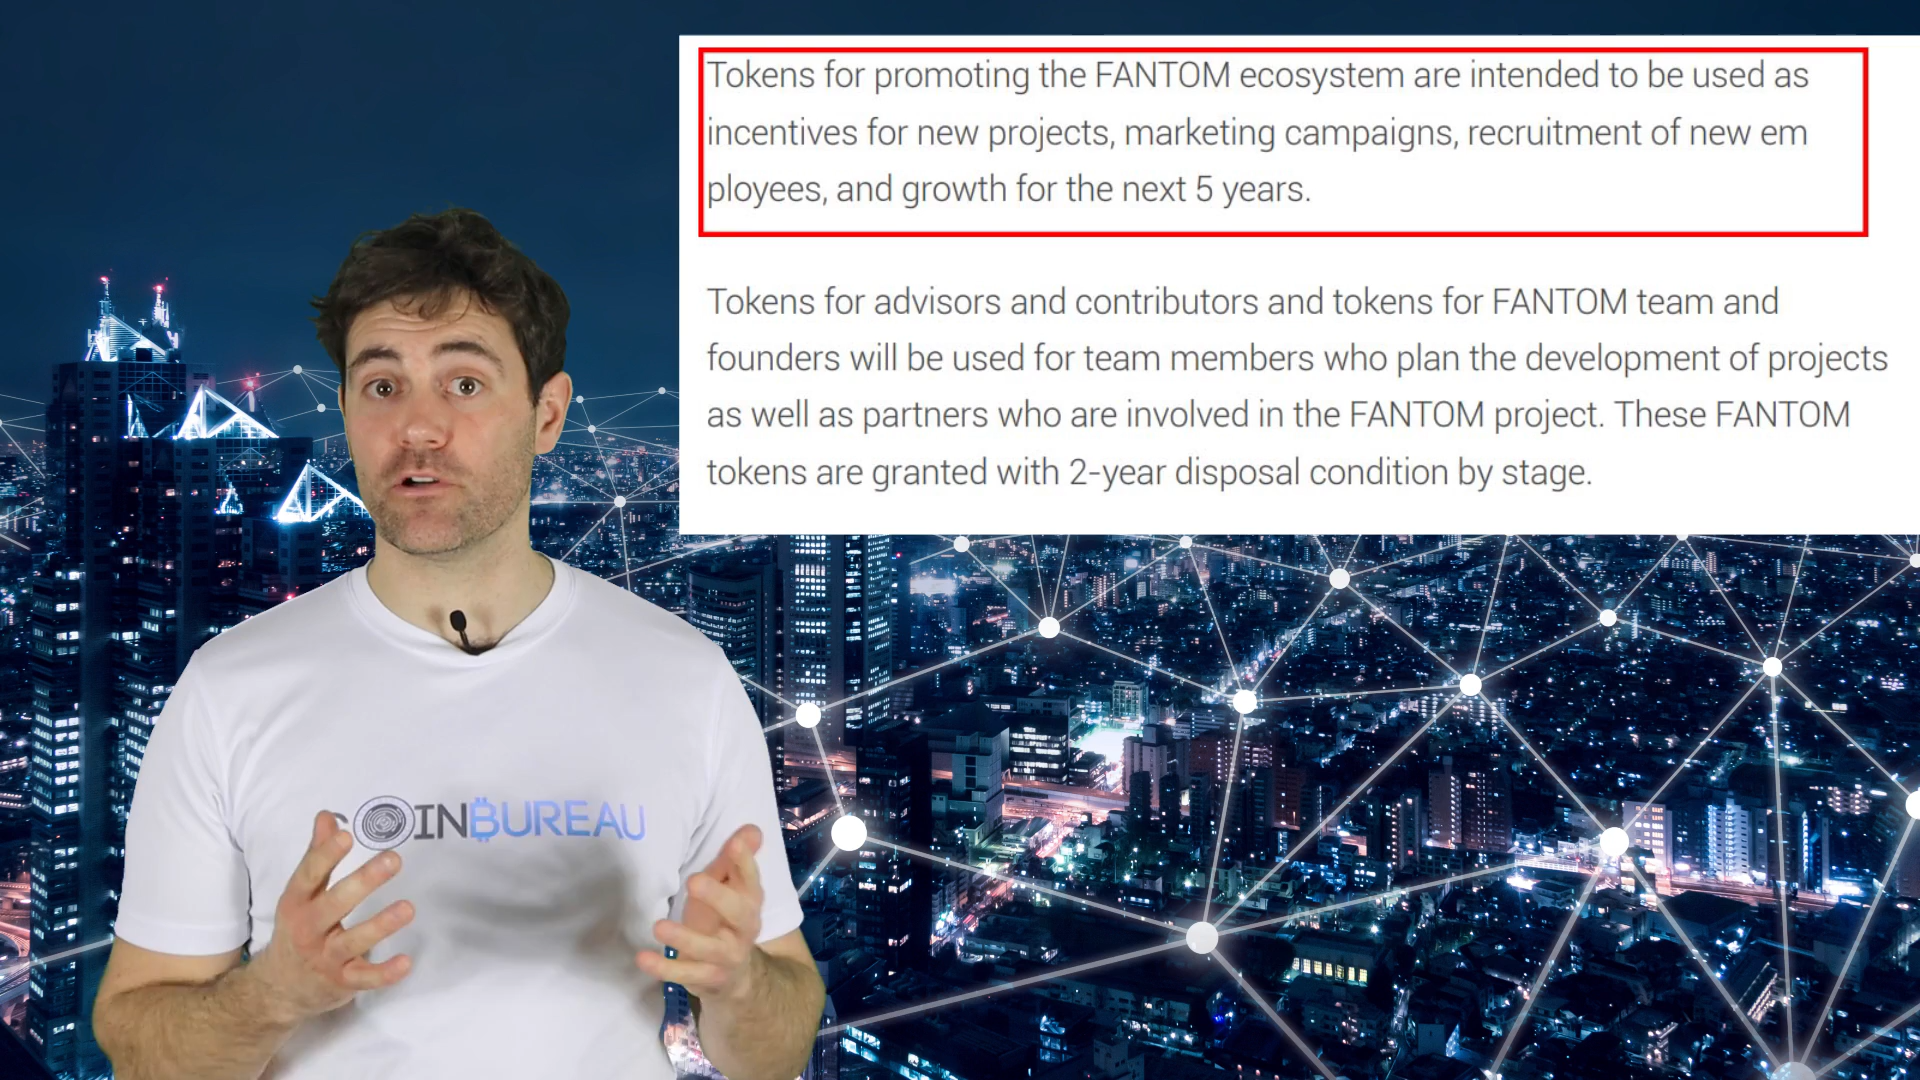 Tokens for promoting the FANTOM ecosystem are intended to be used as
incentives for new projects, marketing campaigns, recruitment of new em
ployees, and growth for the next 5 years.
Tokens for advisors and contributors and tokens for FANTOM team and
founders will be used for team members who plan the development of projects
as well as partners who are involved in the FANTOM project. These FANTOM
tokens are granted with 2-year disposal condition by stage.
COINBUREAU